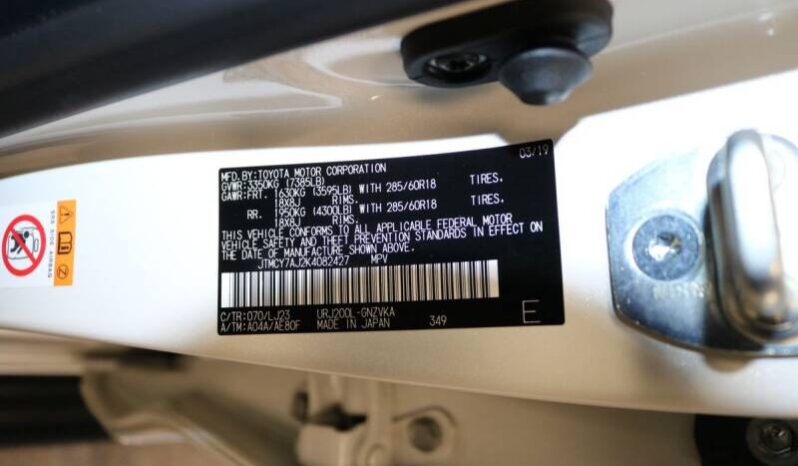 03/19
MFD.BY:TOYOTA MOTOR CORPORATION
GVWR: 3350KG (7385LB)
GAWR:FRT. 1630KG (3595LB) WITH 285/60R18 TIRES.
18X8J RIMS.
RR. 1950KG (4300LB) WITH 285/60R18 TIRES.
18X8J RIMS.
THIS VEHICLE CONFORMS TO ALL APPLICABLE FEDERAL MOTOR
VEHICLE SAFETY AND THEFT PREVENTION STANDARDS IN EFFECT ON
THE DATE OF MANUFACTURE SHOWN ABOVE.
JTMCY7AJ2K4082427 MPV
C/TR:070/LJ23 URJ200L-GNZVKA
A/TM:A04A/AE80F MADE IN JAPAN 349 E
SRS SIDE AIRBAG